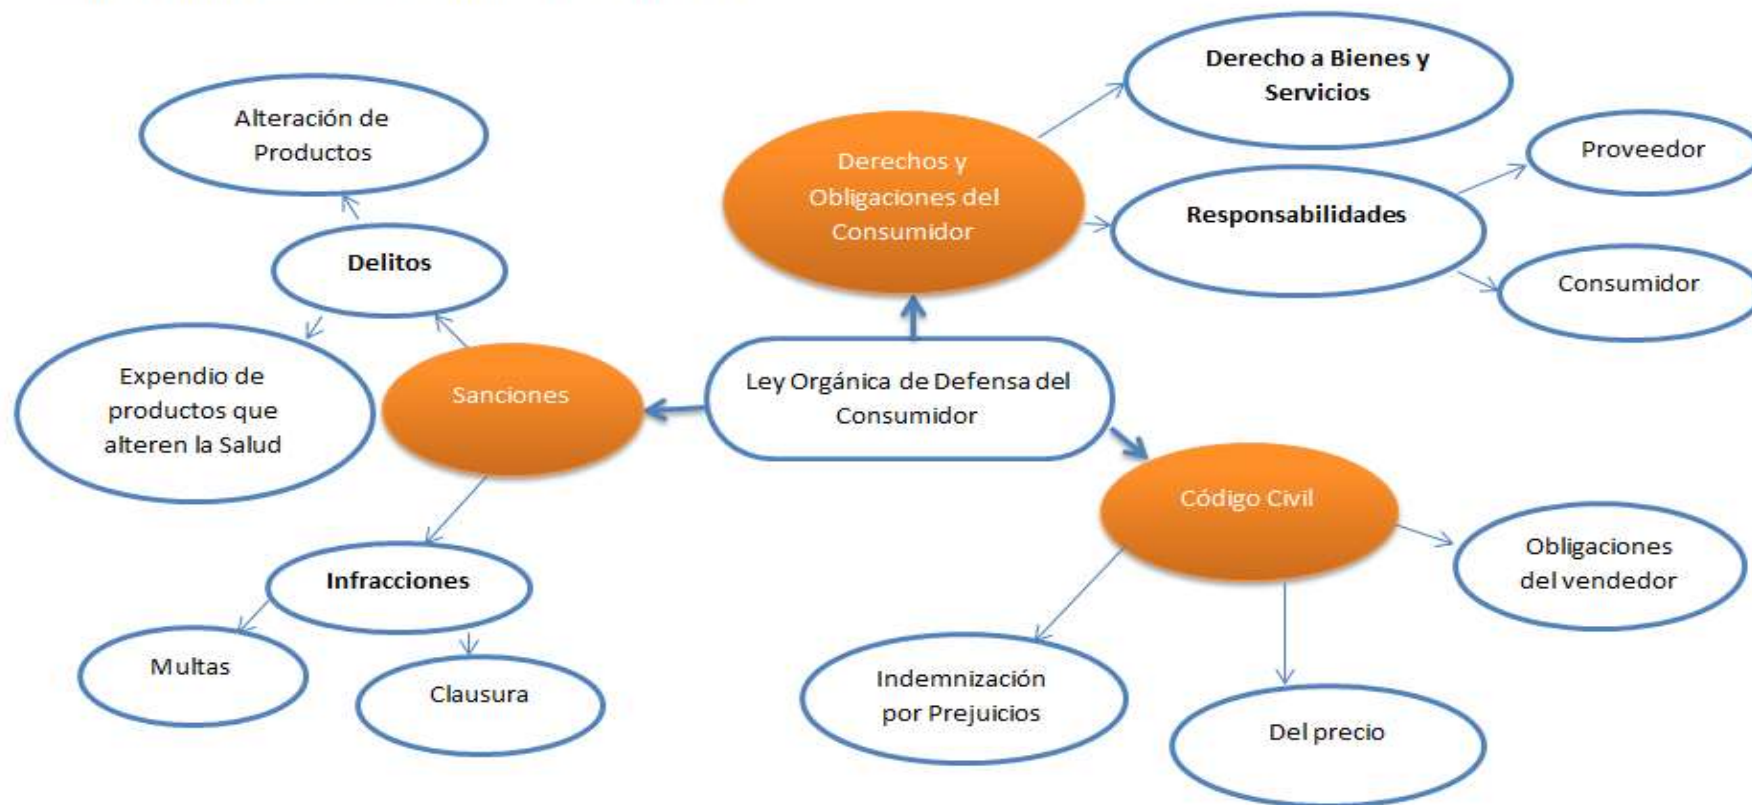 Derecho a Bienes y
Servicios
Alteración de
Productos
Proveedor
Derechos y
Obligaciones del
Consumidor
Responsabilidades
Delitos
Consumidor
Expendio de
productos que
alteren la Salud
Sanciones
Ley Orgánica de Defensa del
Consumidor
Código Civil
Obligaciones
del vendedor
Infracciones
Multas
Clausura
Indemnización
por Prejuicios
Del precio